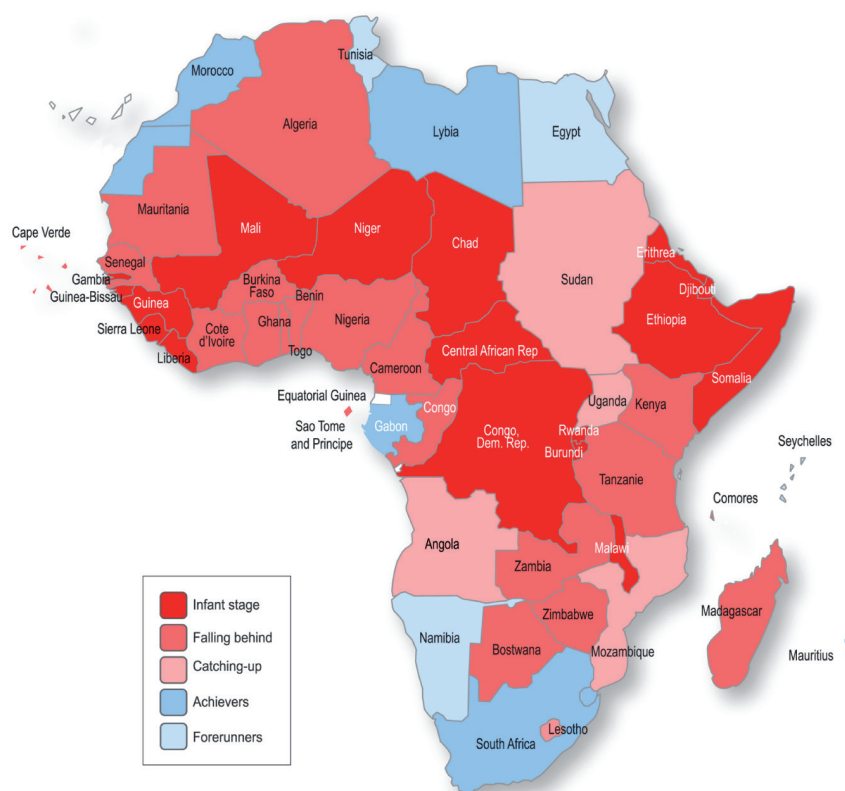 Tunisia
Morocco
Algeria
Lybia
Egypt
Mauritania
Mali
Niger
Chad
Cape Verde
Erithrea
Senegal
Sudan
Gambia
Burkina
Faso
Djibouti
Guinea-Bissau
Guinea
Benin
Nigeria
Ethiopia
Ghana
Sierra Leone
Cote
d'Ivoire
Togo
Central African Rep
Liberia
Cameroon
Somalia
Equatorial Guinea
Uganda
Kenya
Congo
Sao Tome
and Principe
Gabon
Congo,
Dem. Rep.
Rwanda
Burundi
Seychelles
Tanzanie
Comores
Angola
Malawi
Zambia
Infant stage
Zimbabwe
Madagascar
Falling behind
Namibia
Bostwana
Mozambique
Mauritius
Catching-up
Achievers
Lesotho
Forerunners
South Africa